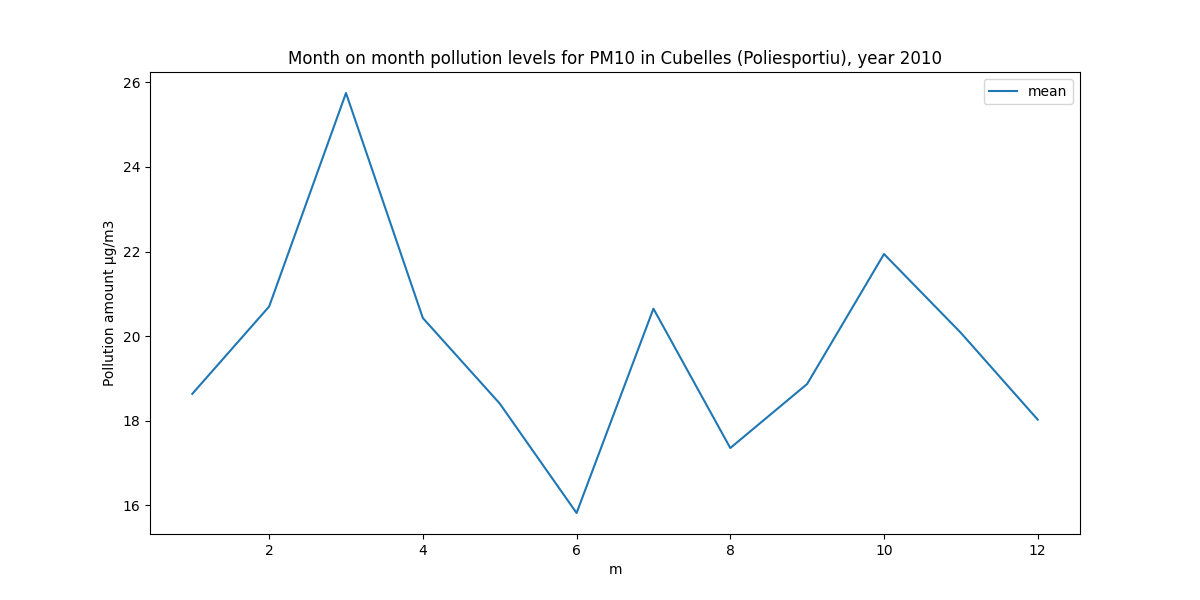 Month on month pollution levels for PM10 in Cubelles (Poliesportiu), year 2010
mean
Pollution amount µg/m3
26
24
22
20
18
16
2 4 6 8 10 12
m